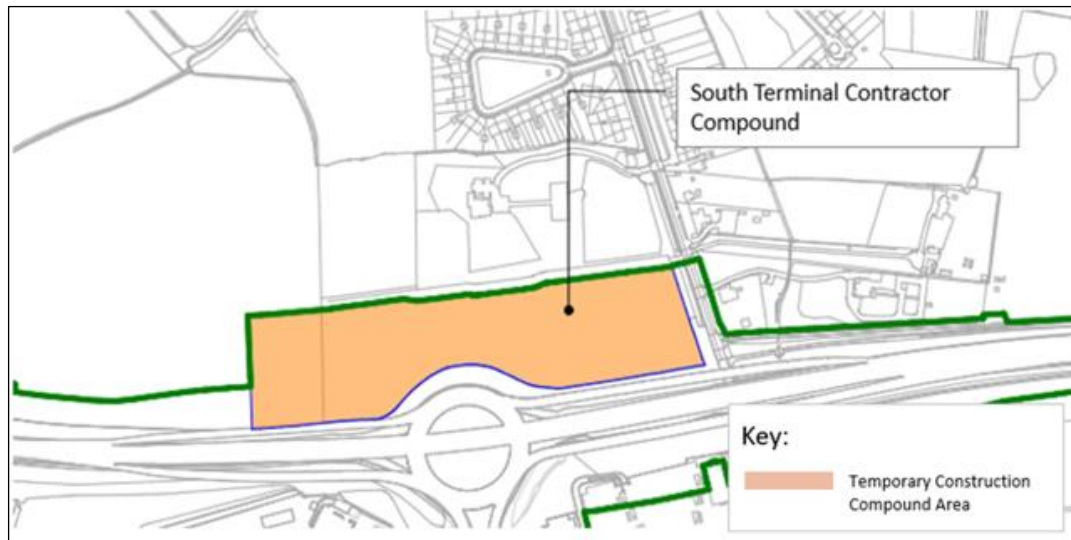 South Terminal Contractor
Compound
Key:
Temporary Construction
Compound Area